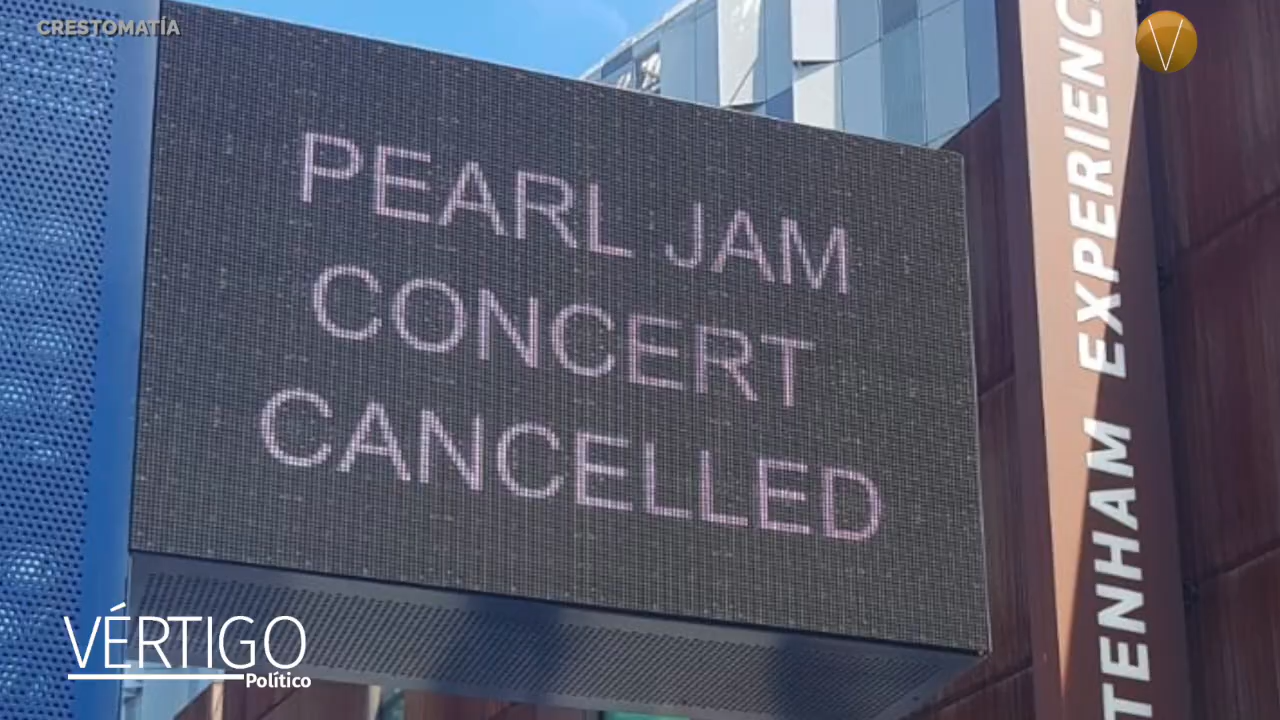 CRESTOMATÍA
V
PEARL JAM
CONCERT
CANCELLED
TENHAM EXPERIENC
VÉRTIGO
Político